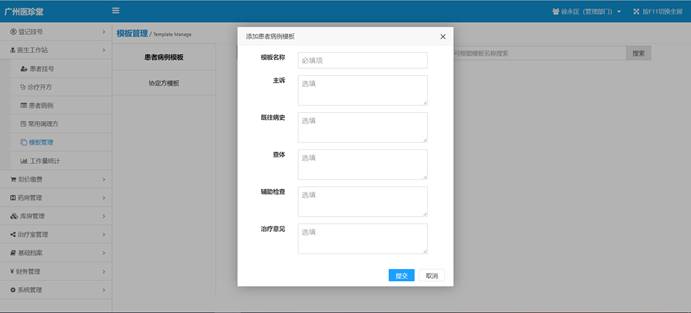 广州医珍堂
徐永匡（管理部门）
按F11切换全屏
登记挂号
医生工作站
患者挂号
诊疗开方
患者病例
常用调理方
模板管理
工作量统计
划价缴费
药房管理
库房管理
治疗室管理
基础档案
¥ 财务管理
系统管理
模板管理 / Template Manage
患者病例模板
协定方模板
可根据模板名称搜索
搜索
添加患者病例模板
模板名称
必填项
主诉
选填
既往病史
选填
查体
选填
辅助检查
选填
治疗意见
选填
提交
取消